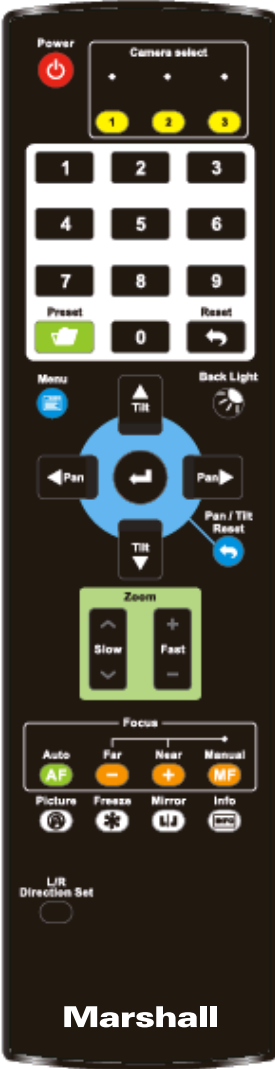 Power
Camera select
1 2 3
1 2 3
4 5 6
7 8 9
Preset Reset
0
Menu Back Light
Tilt
Pan Pan
Pan / Tilt
Reset
Tilt
Zoom
Slow + Fast −
Focus
Auto Far Near Manual
AF − + MF
Picture Freeze Mirror Info
INFO
L/R
Direction Set
Marshall